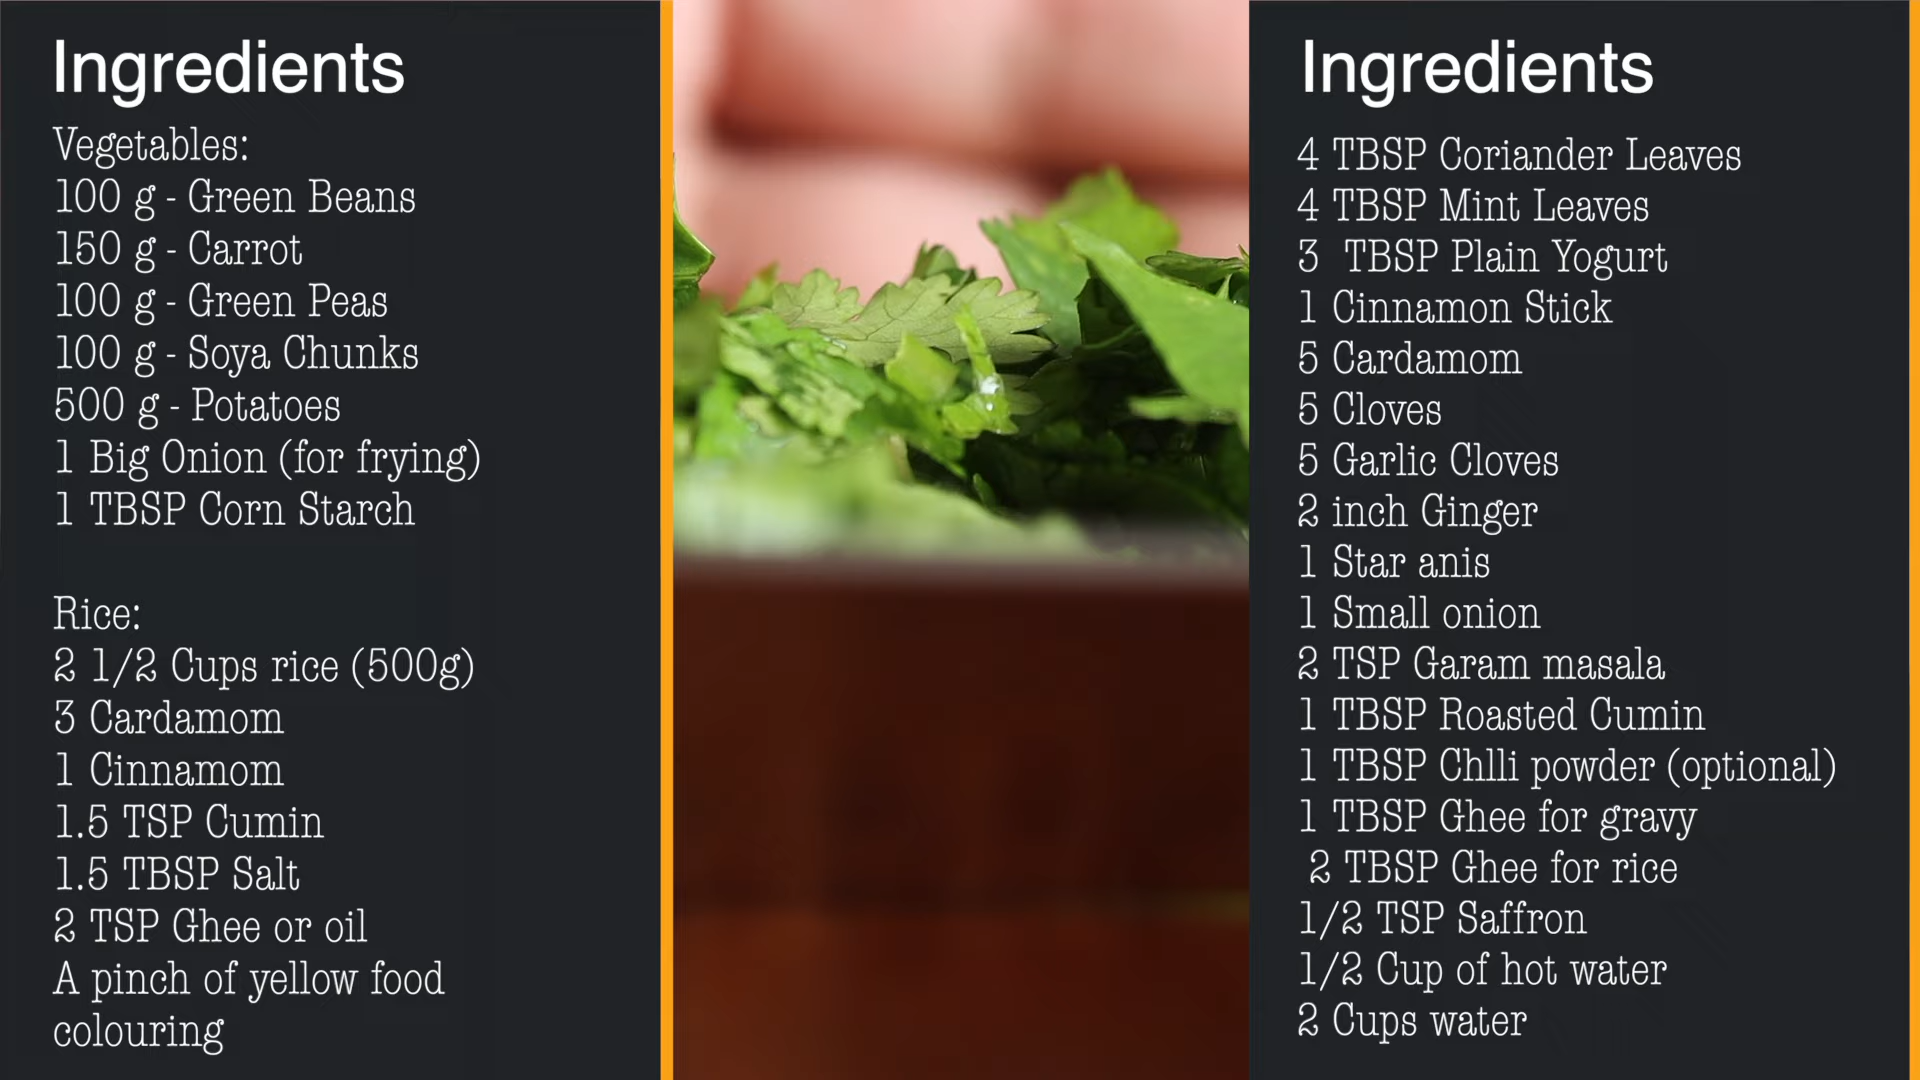 Ingredients
Vegetables:
100 g - Green Beans
150 g - Carrot
100 g - Green Peas
100 g - Soya Chunks
500 g - Potatoes
1 Big Onion (for frying)
1 TBSP Corn Starch
Rice:
2 1/2 Cups rice (500g)
3 Cardamom
1 Cinnamom
1.5 TSP Cumin
1.5 TBSP Salt
2 TSP Ghee or oil
A pinch of yellow food
colouring
Ingredients
4 TBSP Coriander Leaves
4 TBSP Mint Leaves
3 TBSP Plain Yogurt
1 Cinnamon Stick
5 Cardamom
5 Cloves
5 Garlic Cloves
2 inch Ginger
1 Star anis
1 Small onion
2 TSP Garam masala
1 TBSP Roasted Cumin
1 TBSP Chlli powder (optional)
1 TBSP Ghee for gravy
2 TBSP Ghee for rice
1/2 TSP Saffron
1/2 Cup of hot water
2 Cups water